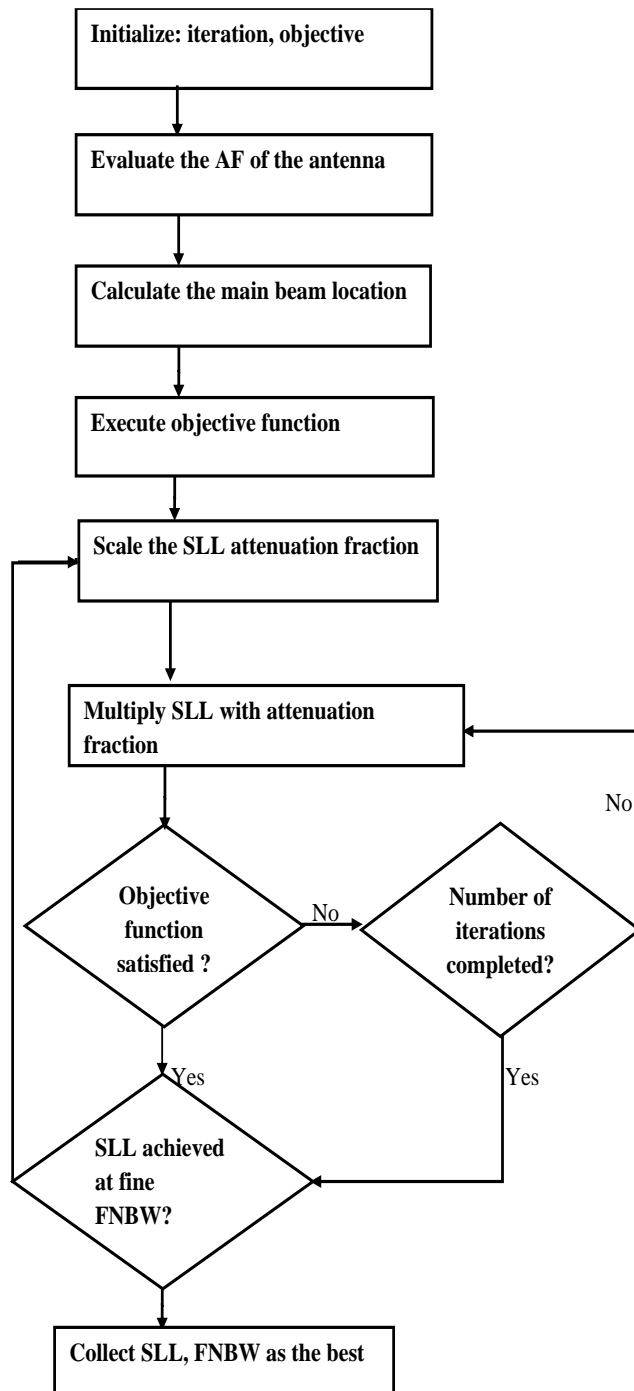 Initialize: iteration, objective
Evaluate the AF of the antenna
Calculate the main beam location
Execute objective function
Scale the SLL attenuation fraction
Multiply SLL with attenuation
fraction
No
Objective
function
satisfied ?
No
Number of
iterations
completed?
Yes
Yes
SLL achieved
at fine
FNBW?
Collect SLL, FNBW as the best